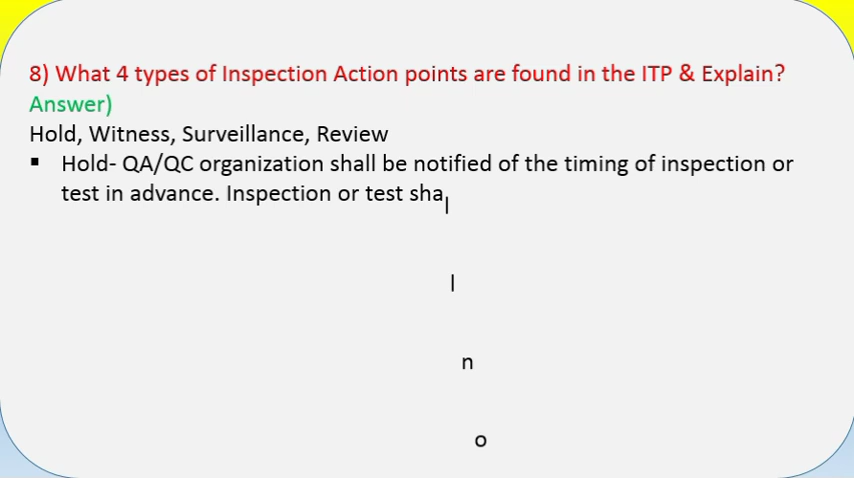 8) What 4 types of Inspection Action points are found in the ITP & Explain?
Answer)
Hold, Witness, Surveillance, Review
▪ Hold- QA/QC organization shall be notified of the timing of inspection or
test in advance. Inspection or test sha
l
l
n
o